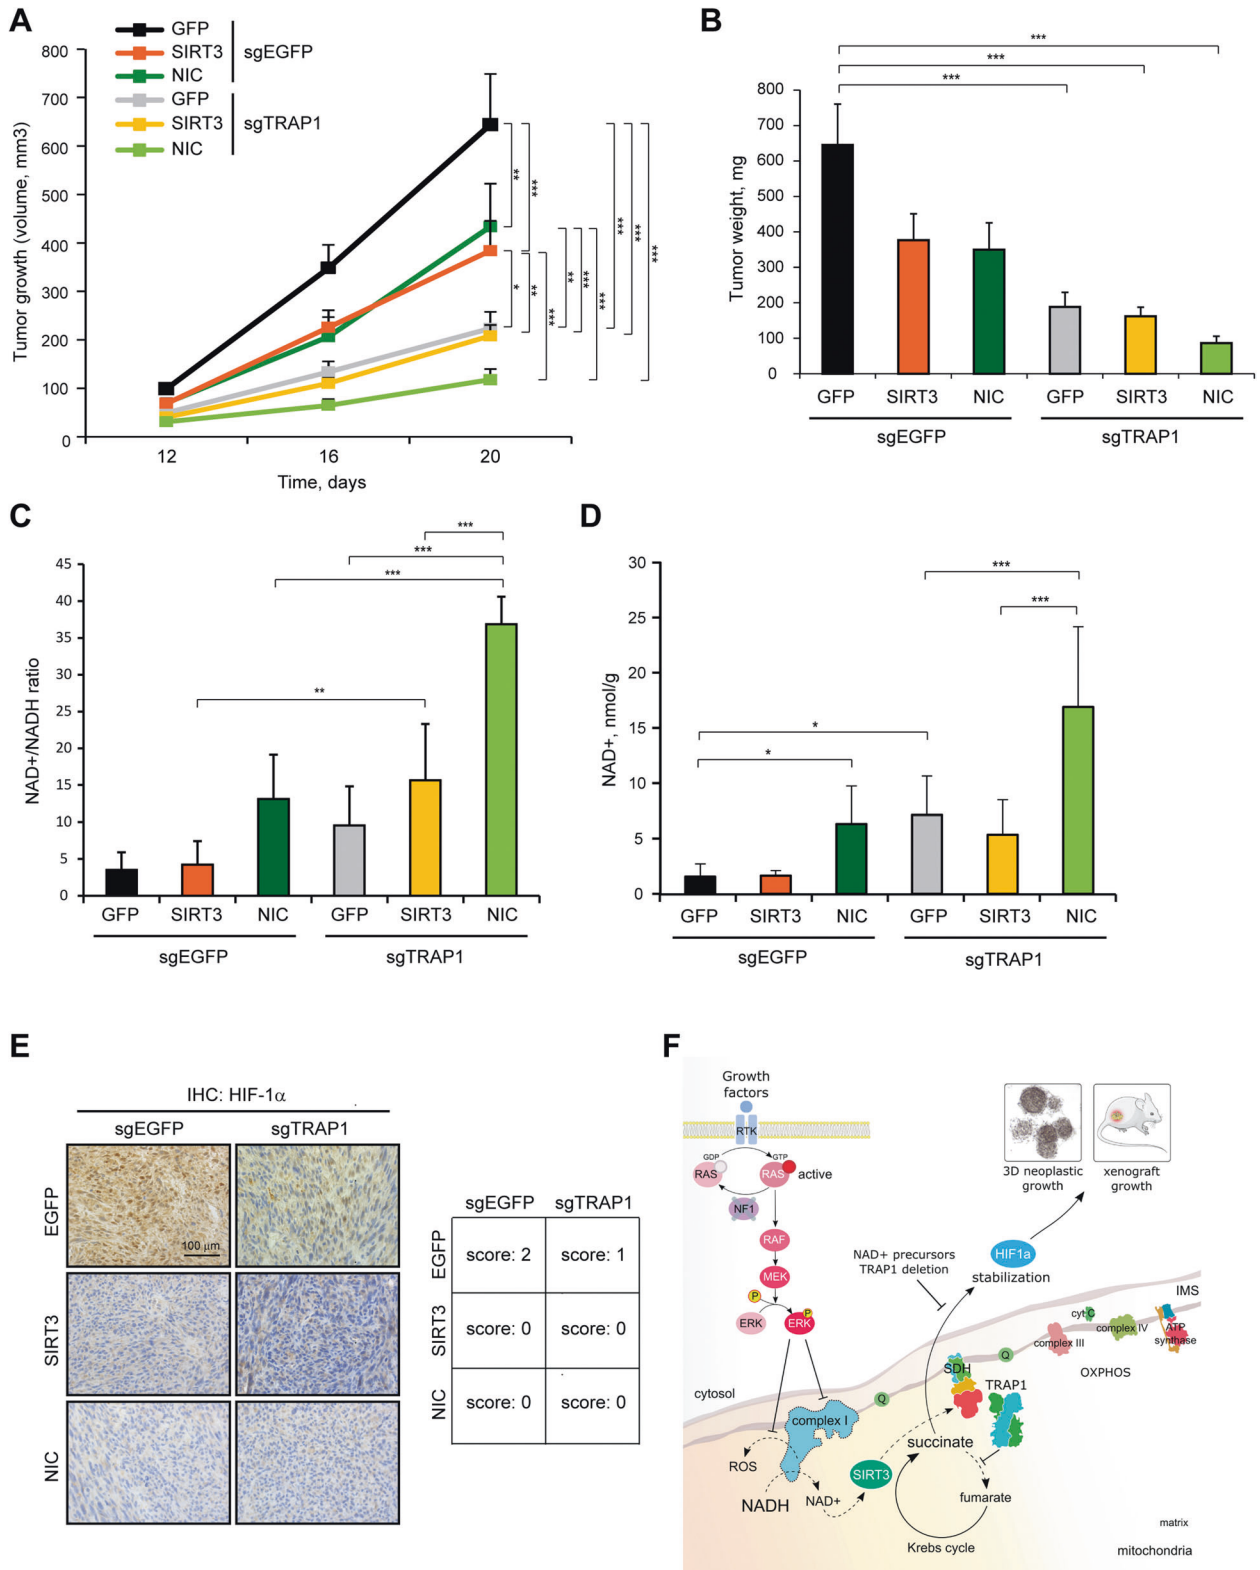 A
GFP
SIRT3
NIC
sgEGFP
GFP
SIRT3
NIC
sgTRAP1
Tumor growth (volume, mm3)
800
700
600
500
400
300
200
100
0
12
16
20
Time, days
**
***
*
**
***
**
***
***
***
***
***
B
***
***
***
Tumor weight, mg
800
700
600
500
400
300
200
100
0
GFP
SIRT3
NIC
GFP
SIRT3
NIC
sgEGFP
sgTRAP1
C
***
***
***
**
NAD+/NADH ratio
45
40
35
30
25
20
15
10
5
0
GFP
SIRT3
NIC
GFP
SIRT3
NIC
sgEGFP
sgTRAP1
D
***
***
*
*
NAD+, nmol/g
30
25
20
15
10
5
0
GFP
SIRT3
NIC
GFP
SIRT3
NIC
sgEGFP
sgTRAP1
E
IHC: HIF-1α
sgEGFP
sgTRAP1
EGFP
SIRT3
NIC
100 μm
sgEGFP
sgTRAP1
EGFP
score: 2
score: 1
SIRT3
score: 0
score: 0
NIC
score: 0
score: 0
F
Growth
factors
RTK
GDP
GTP
RAS
RAS
active
NF1
RAF
MEK
P
P
ERK
ERK
cytosol
complex I
ROS
NADH
NAD+
SIRT3
3D neoplastic
growth
xenograft
growth
NAD+ precursors
TRAP1 deletion
HIF1a
stabilization
IMS
cyt C
complex III
complex IV
ATP
synthase
OXPHOS
Q
Q
SDH
TRAP1
succinate
fumarate
Krebs cycle
matrix
mitochondria